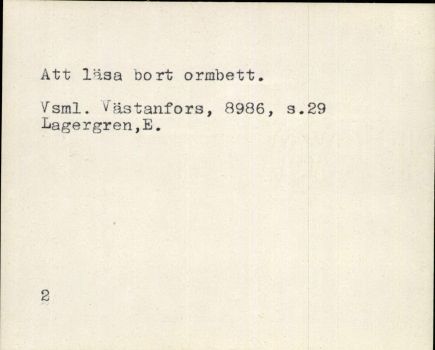 Att läsa bort ormbett.
Vsml. Västanfors, 8986, s.29
Lagergren,E.
2